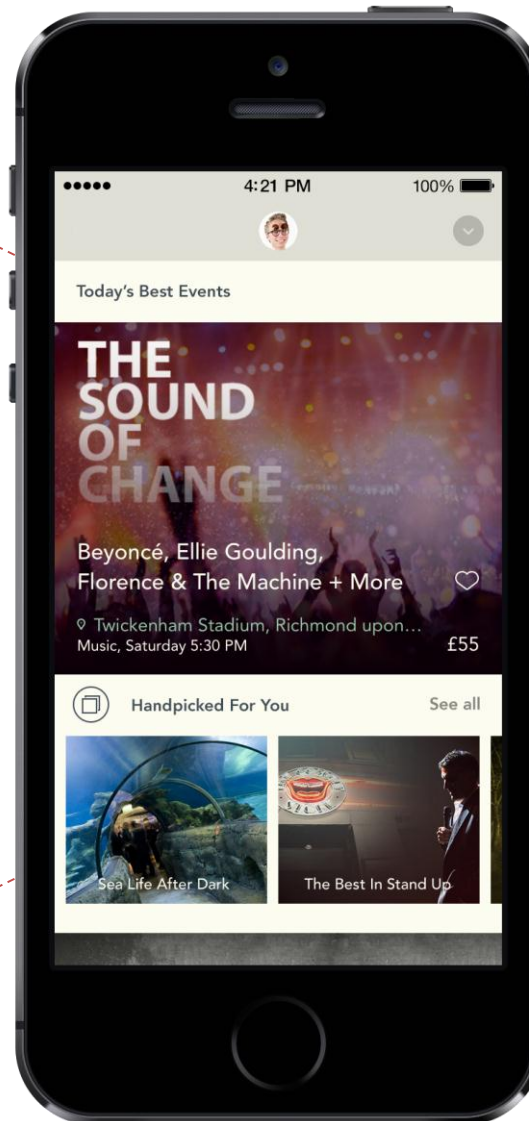 4:21 PM
100%
Today's Best Events
THE
SOUND
OF
CHANGE
Beyoncé, Ellie Goulding,
Florence & The Machine + More
Twickenham Stadium, Richmond upon…
Music, Saturday 5:30 PM
£55
Handpicked For You
See all
Sea Life After Dark
The Best In Stand Up